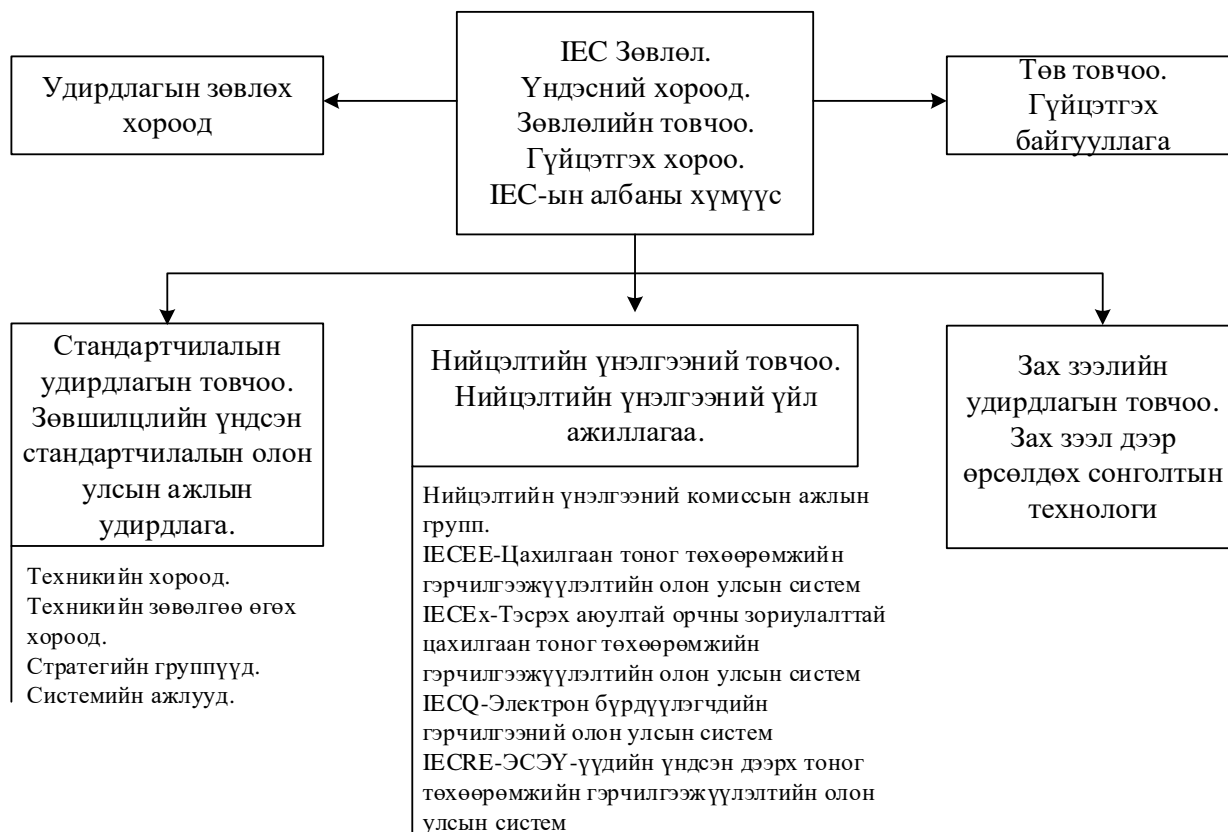 IEC Зөвлөл.
Үндэсний хороод.
Зөвлөлийн товчоо.
Гүйцэтгэх хороо.
IEC-ын албаны хүмүүс
Удирдлагын зөвлөх
хороод
Төв товчоо.
Гүйцэтгэх
байгууллага
Стандартчилалын
удирдлагын товчоо.
Зөвшилцлийн үндсэн
стандартчилалын олон
улсын ажлын
удирдлага.
Техникийн хороод.
Техникийн зөвөлгөө өгөх
хороод.
Стратегийн группүүд.
Системийн ажлууд.
Нийцэлтийн үнэлгээний товчоо.
Нийцэлтийн үнэлгээний үйл
ажиллагаа.
Нийцэлтийн үнэлгээний комиссын ажлын
групп.
IECEE-Цахилгаан тоног төхөөрөмжийн
гэрчилгээжүүлэлтийн олон улсын систем
IECEx-Тэсрэх аюултай орчны зориулалттай
цахилгаан тоног төхөөрөмжийн
гэрчилгээжүүлэлтийн олон улсын систем
IECQ-Электрон бүрдүүлэгчдийн
гэрчилгээний олон улсын систем
IECRE-ЭСЭҮ-үүдийн үндсэн дээрх тоног
төхөөрөмжийн гэрчилгээжүүлэлтийн олон
улсын систем
Зах зээлийн
удирдлагын товчоо.
Зах зээл дээр
өрсөлдөх сонголтын
технологи